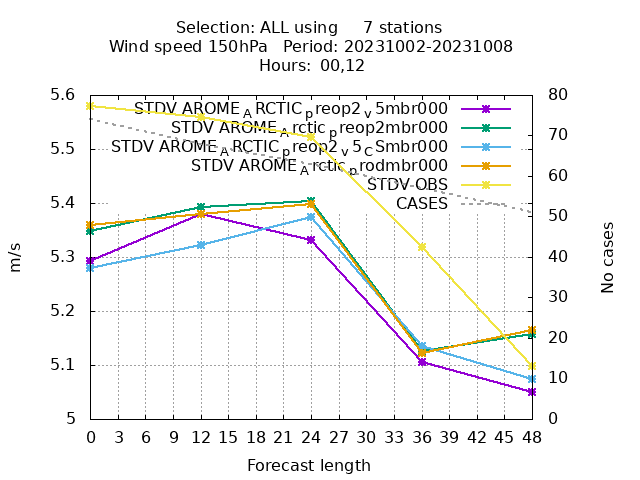 Selection: ALL using     7 stations
Wind speed 150hPa   Period: 20231002-20231008
Hours:  00,12
5.6
5.5
5.4
5.3
5.2
5.1
5
m/s
STDV AROME_ARCTIC_preop2_v5mbr000
STDV AROME_Arctic_preop2mbr000
STDV AROME_ARCTIC_preop2_v5_CSmbr000
STDV AROME_Arctic_prodmbr000
STDV OBS
CASES
80
70
60
50
40
30
20
10
0
No cases
0 3 6 9 12 15 18 21 24 27 30 33 36 39 42 45 48
Forecast length